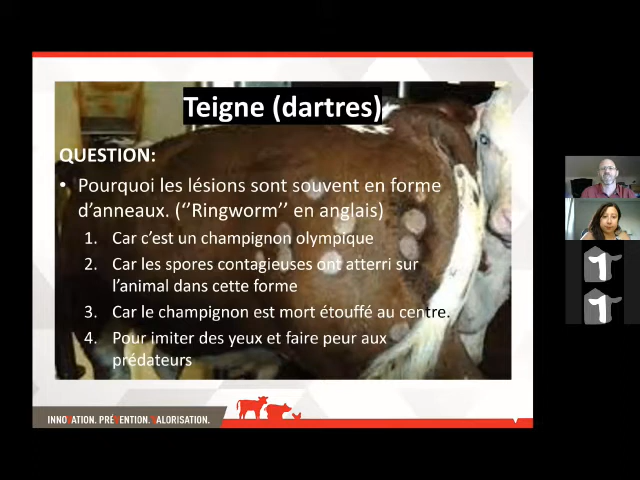 Teigne (dartres)
QUESTION:
• Pourquoi les lésions sont souvent en forme
d'anneaux. (‘’Ringworm’’ en anglais)
1. Car c'est un champignon olympique
2. Car les spores contagieuses ont atterri sur
l'animal dans cette forme
3. Car le champignon est mort étouffé au centre.
4. Pour imiter des yeux et faire peur aux
prédateurs
INNOVATION. PRÉVENTION. VALORISATION.